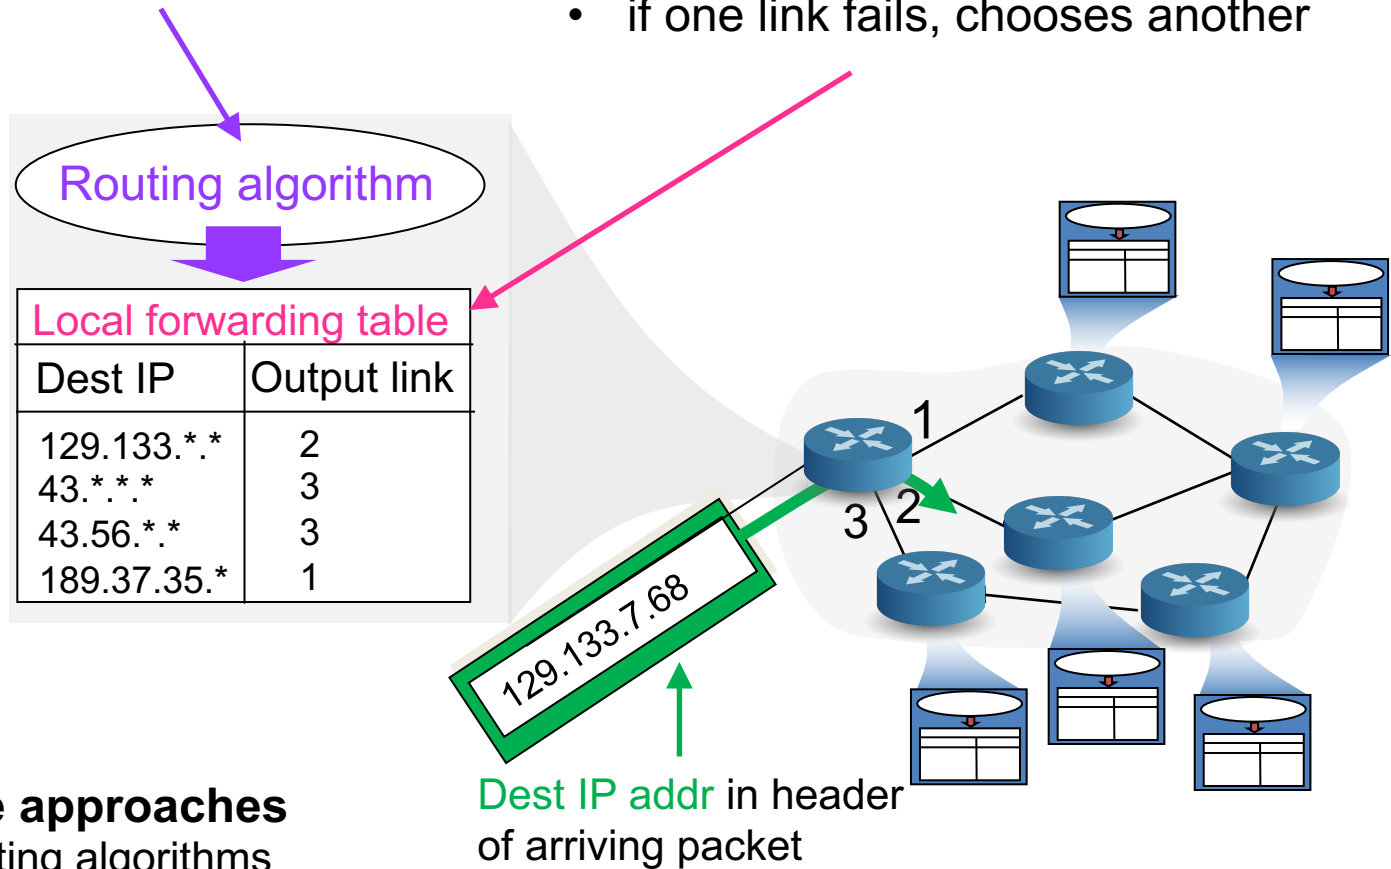 • if one link fails, chooses another
Routing algorithm
Local forwarding table
Dest IP Output link
129.133.*.* 2
43.*.*.* 3
43.56.*.* 3
189.37.35.* 1
1
2
3
129.133.7.68
Dest IP addr in header
of arriving packet
approaches
algorithms